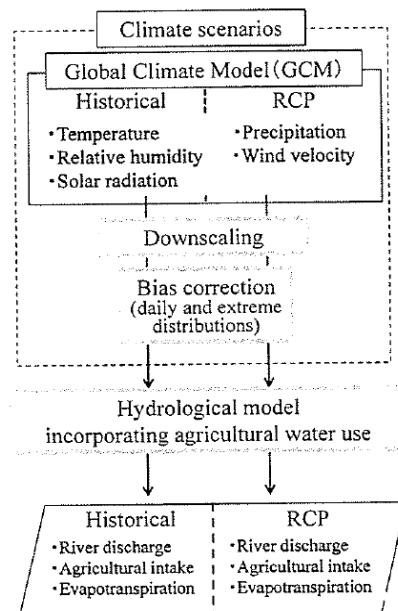 Climate scenarios
Global Climate Model(GCM)
Historical
RCP
・Temperature
・Relative humidity
・Solar radiation
・Precipitation
・Wind velocity
Downscaling
Bias correction
(daily and extreme
distributions)
Hydrological model
incorporating agricultural water use
Historical
・River discharge
・Agricultural intake
・Evapotranspiration
RCP
・River discharge
・Agricultural intake
・Evapotranspiration